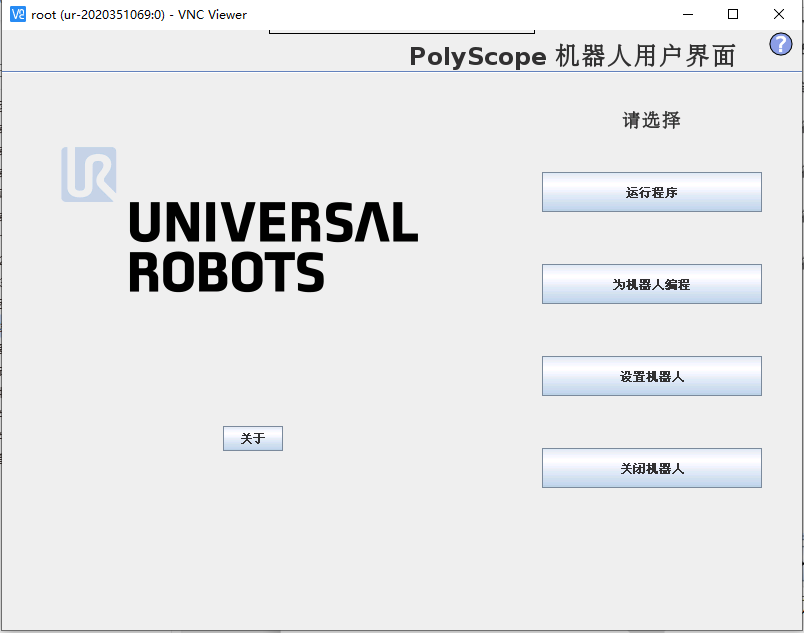 root (ur-2020351069:0) - VNC Viewer
PolyScope 机器人用户界面
?
请选择
UR
UNIVERSAL
ROBOTS
运行程序
为机器人编程
设置机器人
关于
关闭机器人